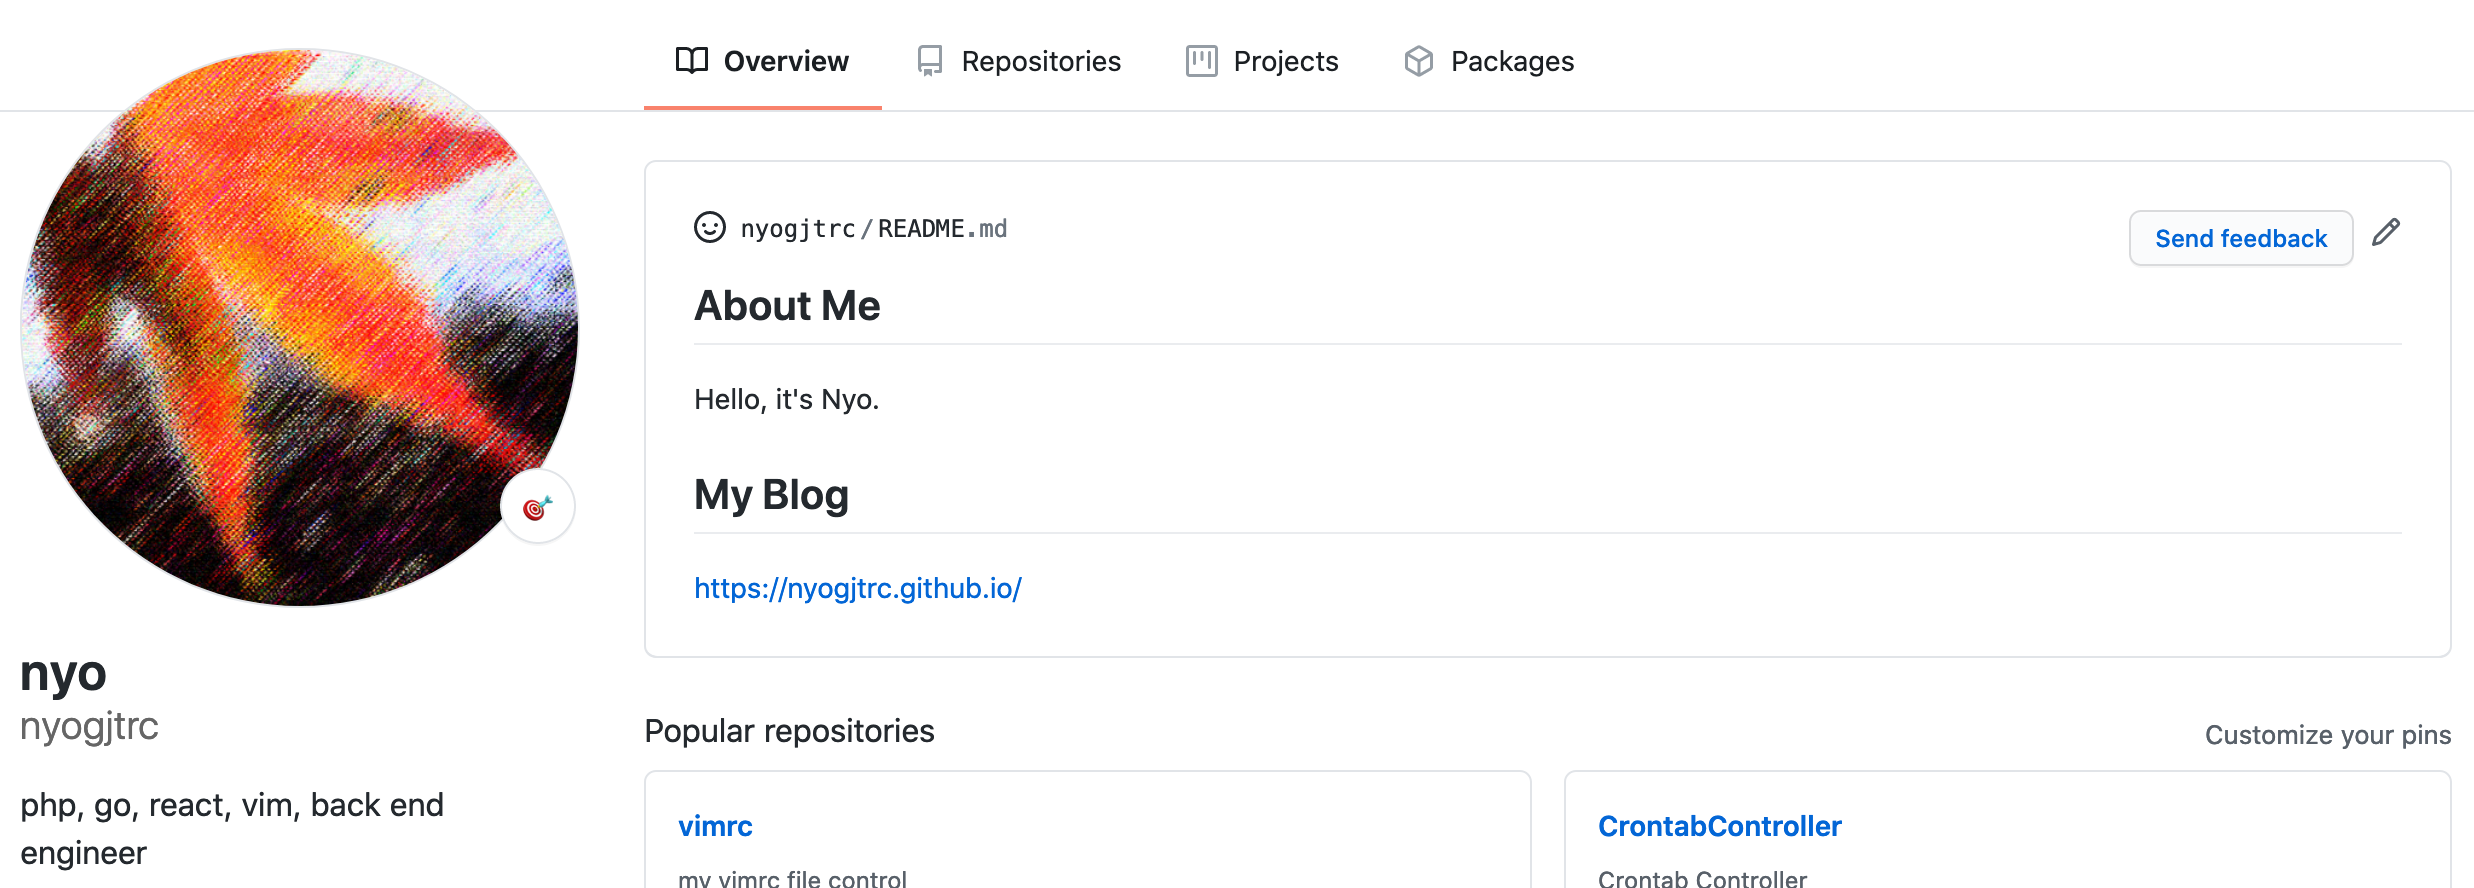 Overview Repositories Projects Packages
nyogjtrc/README.md
Send feedback
About Me
Hello, it's Nyo.
My Blog
https://nyogjtrc.github.io/
nyo
nyogjtrc
php, go, react, vim, back end
engineer
Popular repositories
Customize your pins
vimrc
my vimrc file control
CrontabController
Crontab Controller